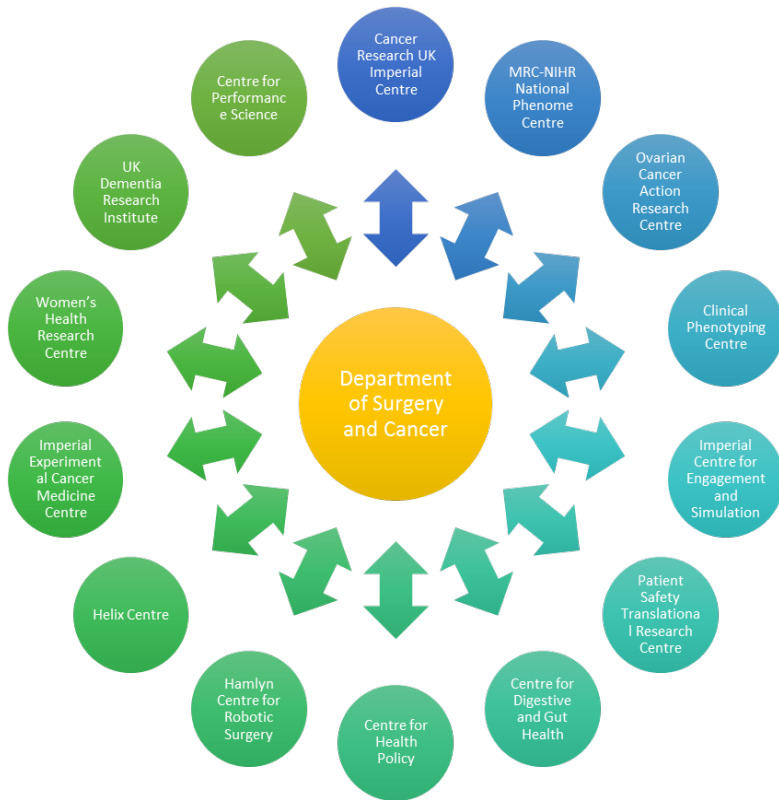 Cancer
Research UK
Imperial
Centre
MRC-NIHR
National
Phenome
Centre
Ovarian
Cancer
Action
Research
Centre
Clinical
Phenotyping
Centre
Imperial
Centre for
Engagement
and
Simulation
Patient
Safety
Translationa
l Research
Centre
Centre for
Digestive
and Gut
Health
Centre for
Health
Policy
Hamlyn
Centre for
Robotic
Surgery
Helix Centre
Imperial
Experiment
al Cancer
Medicine
Centre
Women’s
Health
Research
Centre
UK
Dementia
Research
Institute
Centre for
Performanc
e Science
Department
of Surgery
and Cancer